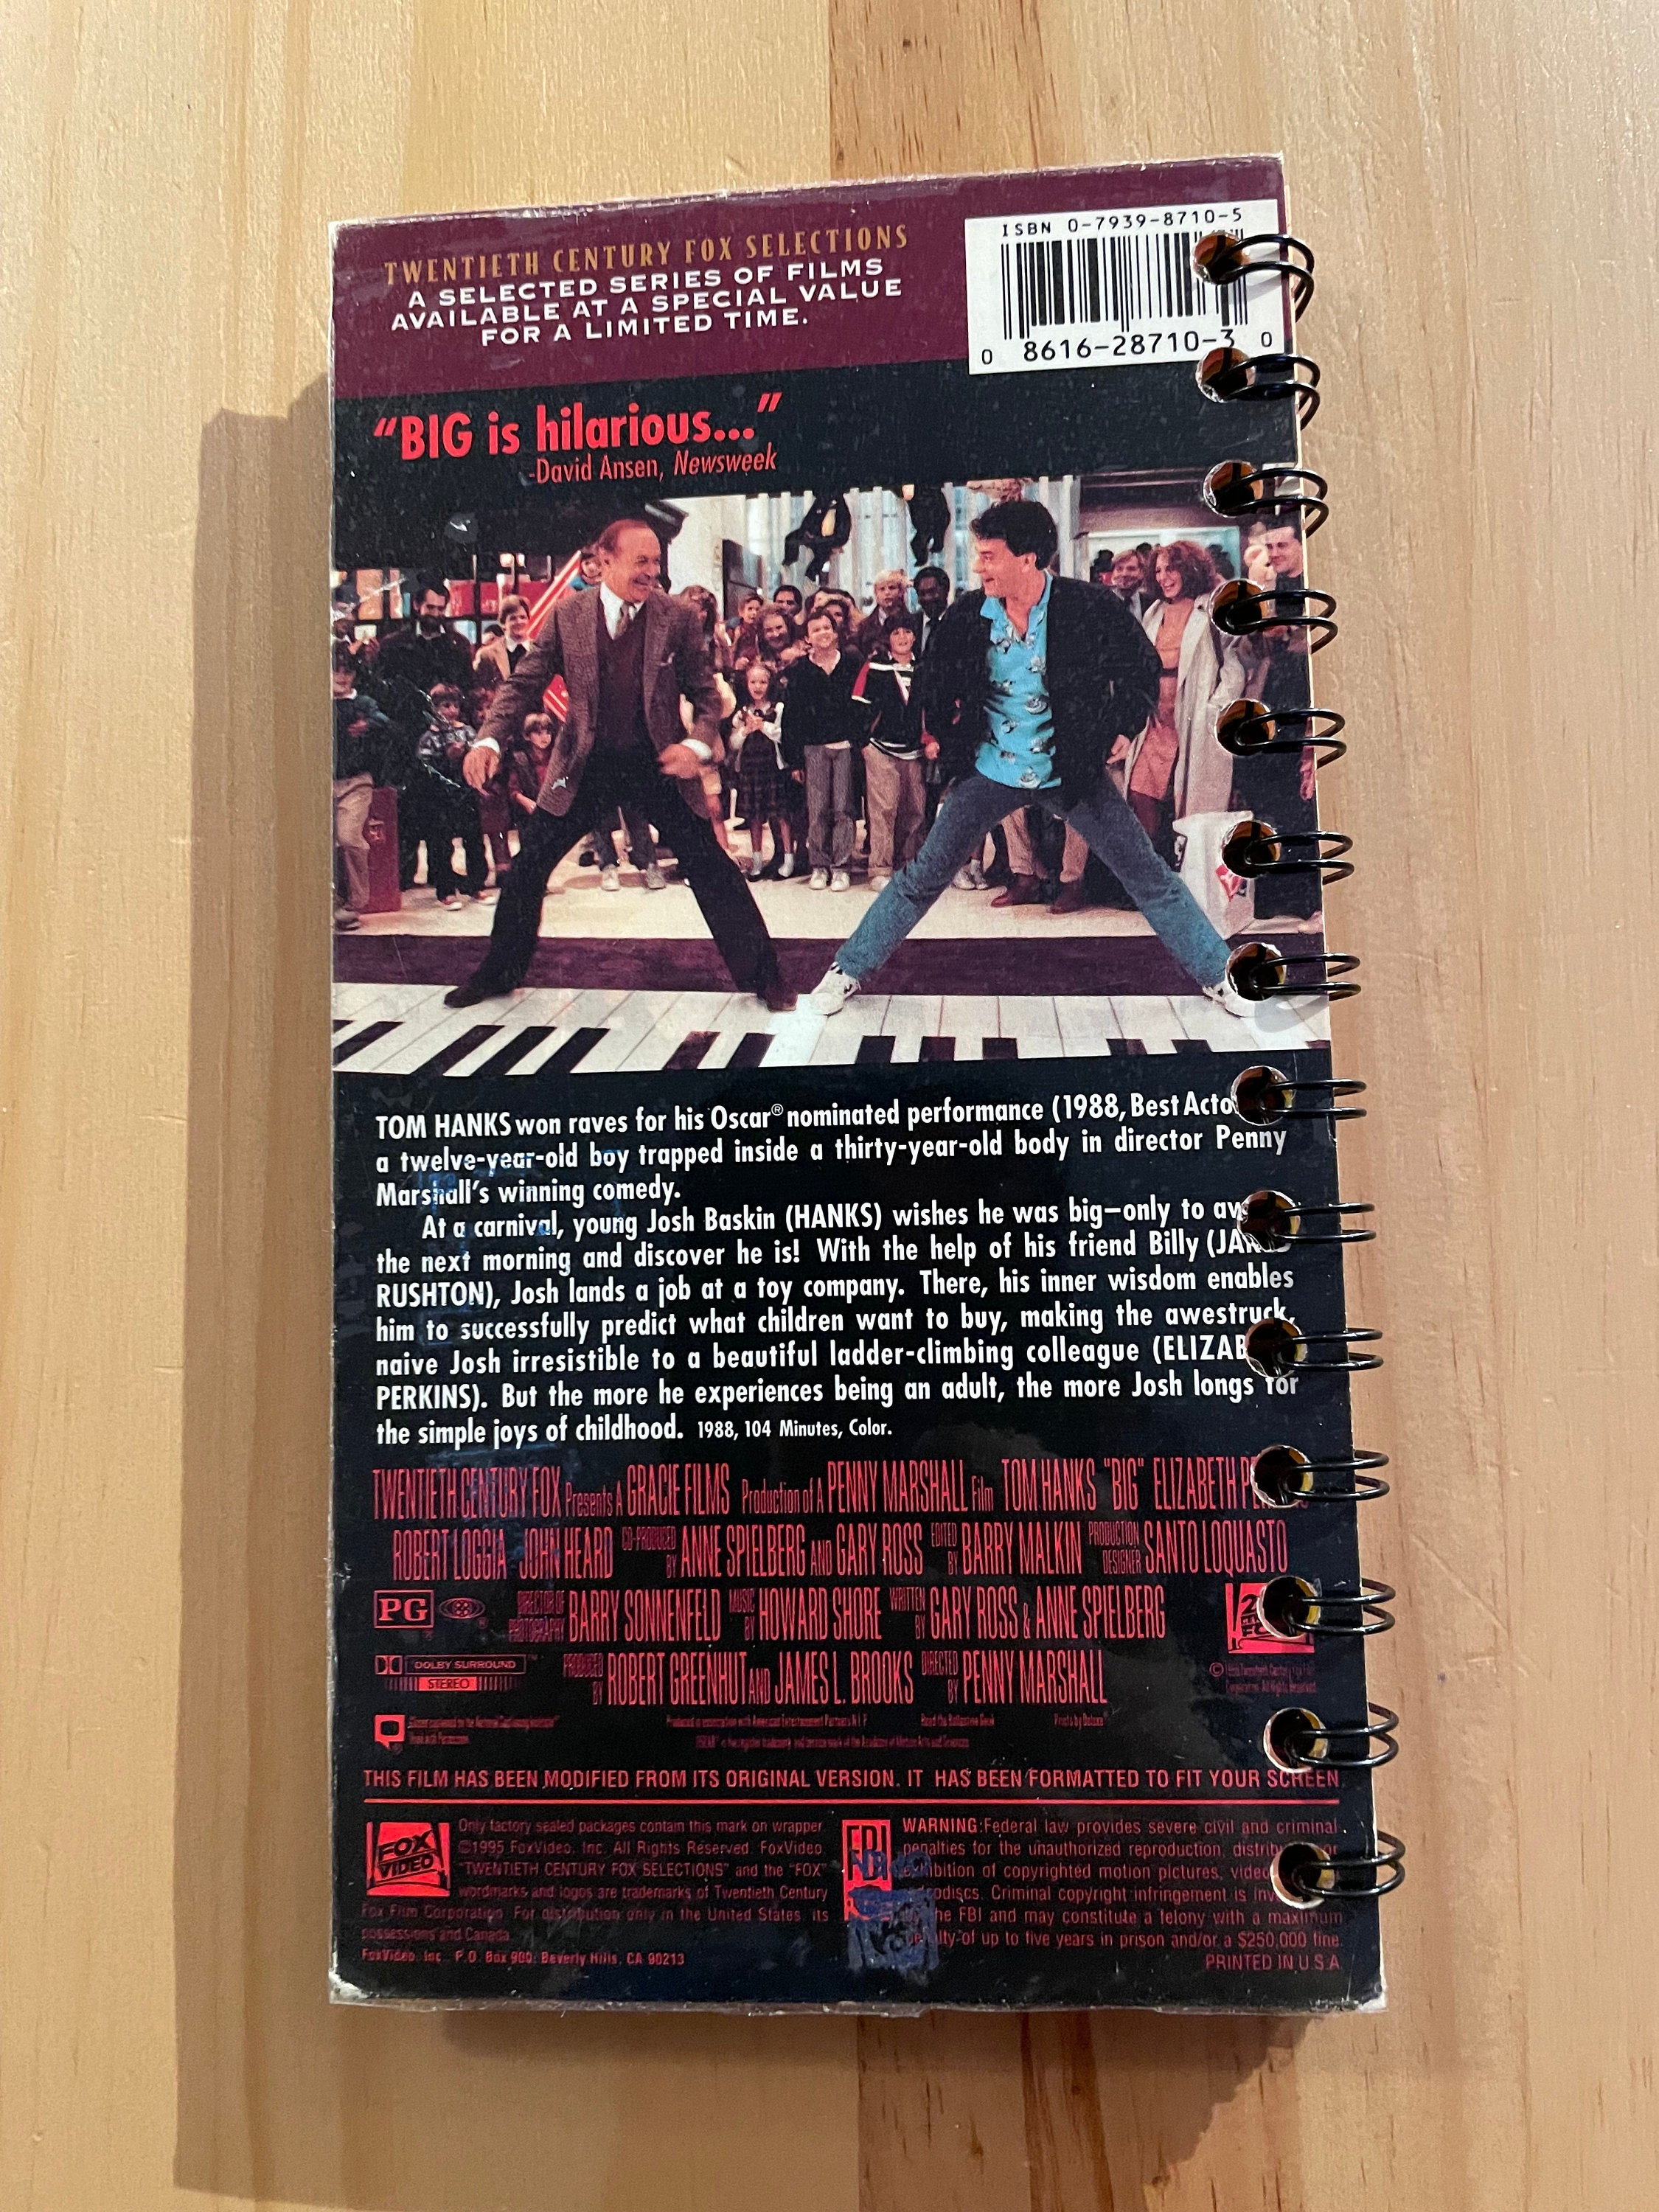 TWENTIETH CENTURY FOX SELECTIONS
A SELECTED SERIES OF FILMS
AVAILABLE AT A SPECIAL VALUE
FOR A LIMITED TIME.
ISBN 0-7939-8710-5
0 8616-28710-3 0
"BIG is hilarious..."
-David Ansen, Newsweek
TOM HANKS won raves for his Oscar® nominated performance (1988, Best Acto
a twelve-year-old boy trapped inside a thirty-year-old body in director Penny
Marshall's winning comedy.
At a carnival, young Josh Baskin (HANKS) wishes he was big—only to aw
the next morning and discover he is! With the help of his friend Billy (JA
RUSHTON), Josh lands a job at a toy company. There, his inner wisdom enables
him to successfully predict what children want to buy, making the awestruck,
naive Josh irresistible to a beautiful ladder-climbing colleague (ELIZAB
PERKINS). But the more he experiences being an adult, the more Josh longs for
the simple joys of childhood. 1988, 104 Minutes, Color.
TWENTIETH CENTURY FOX Presents A GRACIE FILMS Production of A PENNY MARSHALL Film TOM HANKS "BIG" ELIZABETH PE
ROBERT LOGGIA JOHN HEARD CO-PRODUCED BY ANNE SPIELBERG AND GARY ROSS EDITED BY BARRY MALKIN PRODUCTION DESIGNER SANTO LOQUASTO
PG DIRECTOR OF PHOTOGRAPHY BARRY SONNENFELD MUSIC BY HOWARD SHORE WRITTEN BY GARY ROSS & ANNE SPIELBERG
DOLBY SURROUND
STEREO
PRODUCED BY ROBERT GREENHUT AND JAMES L. BROOKS DIRECTED BY PENNY MARSHALL
THIS FILM HAS BEEN MODIFIED FROM ITS ORIGINAL VERSION. IT HAS BEEN FORMATTED TO FIT YOUR SCREEN.
FOX
VIDEO
Only factory sealed packages contain this mark on wrapper.
©1995 FoxVideo, Inc. All Rights Reserved. FoxVideo,
"TWENTIETH CENTURY FOX SELECTIONS" and the "FOX"
wordmarks and logos are trademarks of Twentieth Century
Fox Film Corporation. For distribution only in the United States, its
possessions and Canada.
FoxVideo, Inc. P.O. Box 900, Beverly Hills, CA 90213
FBI
WARNING: Federal law provides severe civil and criminal
penalties for the unauthorized reproduction, distrib or
bition of copyrighted motion pictures, video
odiscs. Criminal copyright infringement is inv
he FBI and may constitute a felony with a maximum
penalty of up to five years in prison and/or a $250,000 fine.
PRINTED IN U.S.A.